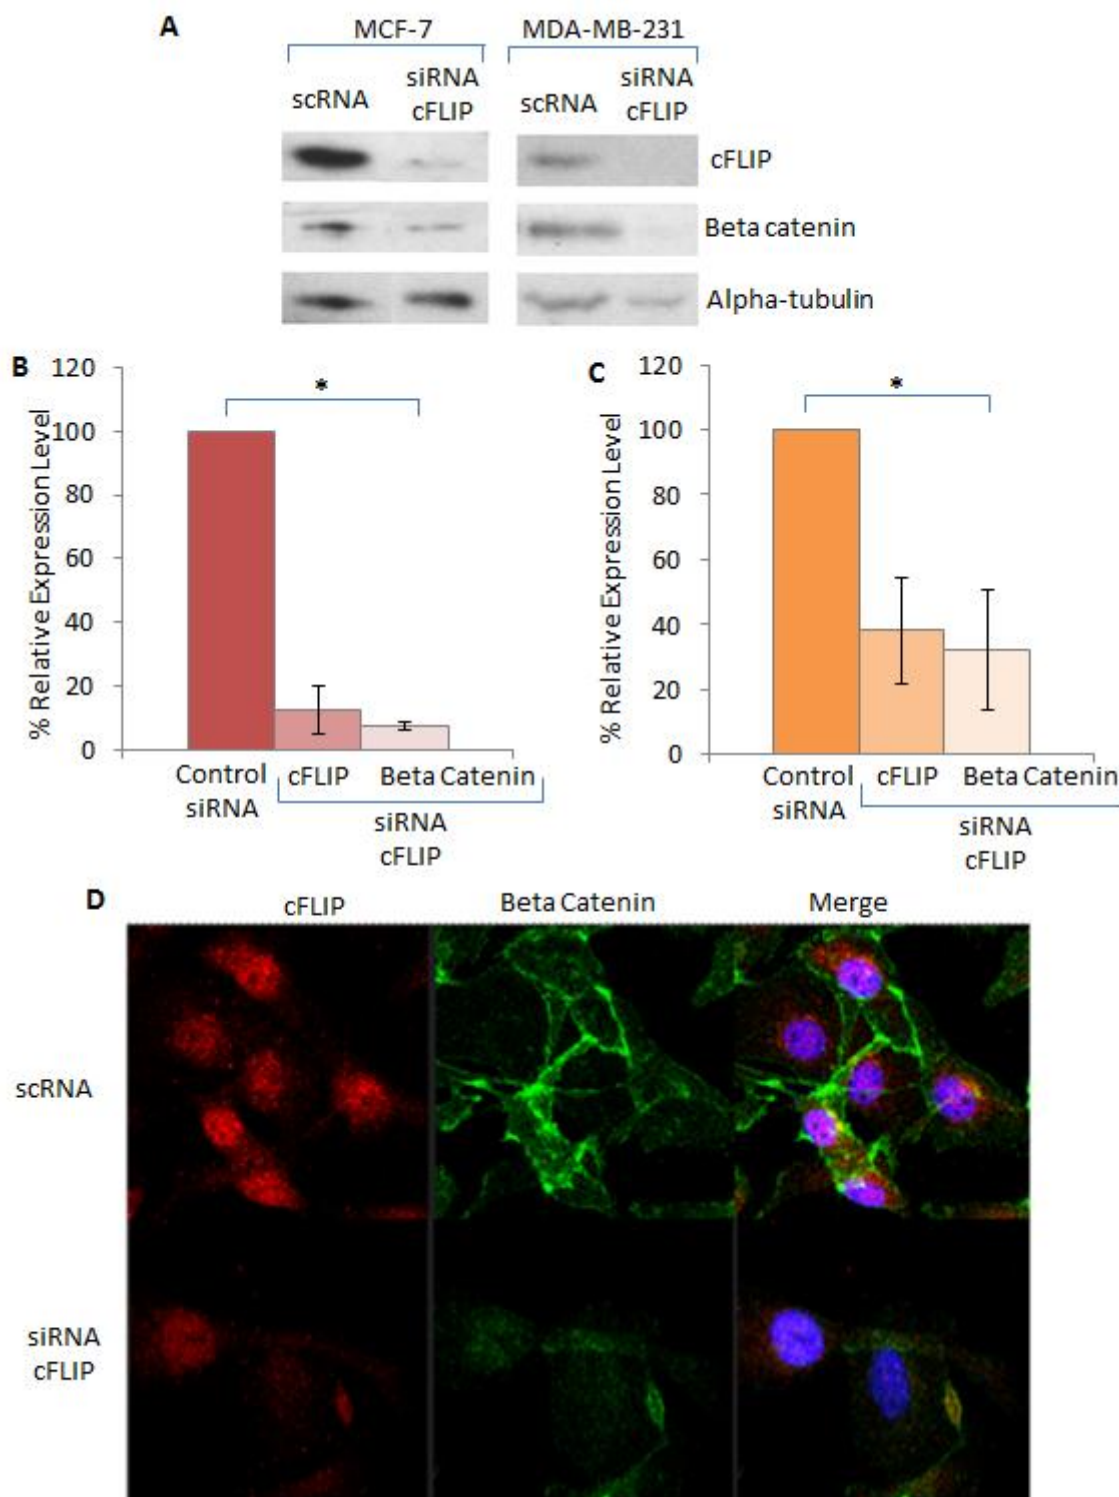 A
MCF-7
MDA-MB-231
scRNA
siRNA
cFLIP
scRNA
siRNA
cFLIP
cFLIP
Beta catenin
Alpha-tubulin
B
% Relative Expression Level
120
100
80
60
40
20
0
*
Control
siRNA
cFLIP
Beta Catenin
siRNA
cFLIP
C
% Relative Expression Level
120
100
80
60
40
20
0
*
Control
siRNA
cFLIP
Beta Catenin
siRNA
cFLIP
D
cFLIP
Beta Catenin
Merge
scRNA
siRNA
cFLIP